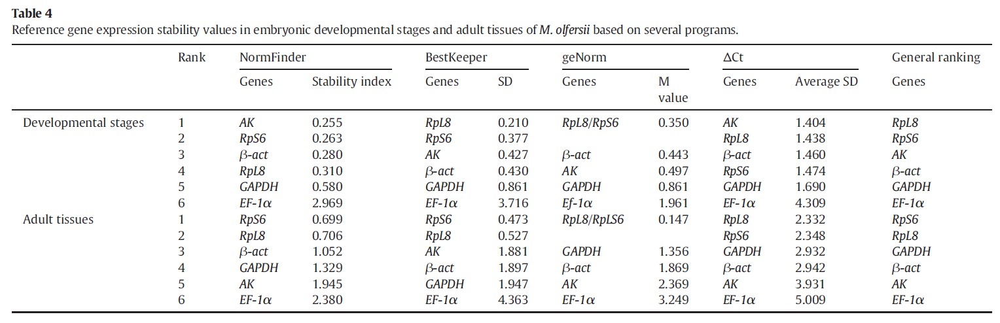 Table 4
Reference gene expression stability values in embryonic developmental stages and adult tissues of M. olfersii based on several programs.
Rank NormFinder BestKeeper geNorm ΔCt General ranking
Genes Stability index Genes SD Genes M value Genes Average SD Genes
Developmental stages 1 AK 0.255 RpL8 0.210 RpL8/RpS6 0.350 AK 1.404 RpL8
2 RpS6 0.263 RpS6 0.377 RpL8 1.438 RpS6
3 β-act 0.280 AK 0.427 β-act 0.443 β-act 1.460 AK
4 RpL8 0.310 β-act 0.430 AK 0.497 RpS6 1.474 β-act
5 GAPDH 0.580 GAPDH 0.861 GAPDH 0.861 GAPDH 1.690 GAPDH
6 EF-1α 2.969 EF-1α 3.716 Ef-1α 1.961 EF-1α 4.309 EF-1α
Adult tissues 1 RpS6 0.699 RpS6 0.473 RpL8/RpLS6 0.147 RpL8 2.332 RpS6
2 RpL8 0.706 RpL8 0.527 RpS6 2.348 RpL8
3 β-act 1.052 AK 1.881 GAPDH 1.356 GAPDH 2.932 GAPDH
4 GAPDH 1.329 β-act 1.897 β-act 1.869 β-act 2.942 β-act
5 AK 1.945 GAPDH 1.947 AK 2.369 AK 3.931 AK
6 EF-1α 2.380 EF-1α 4.363 EF-1α 3.249 EF-1α 5.009 EF-1α